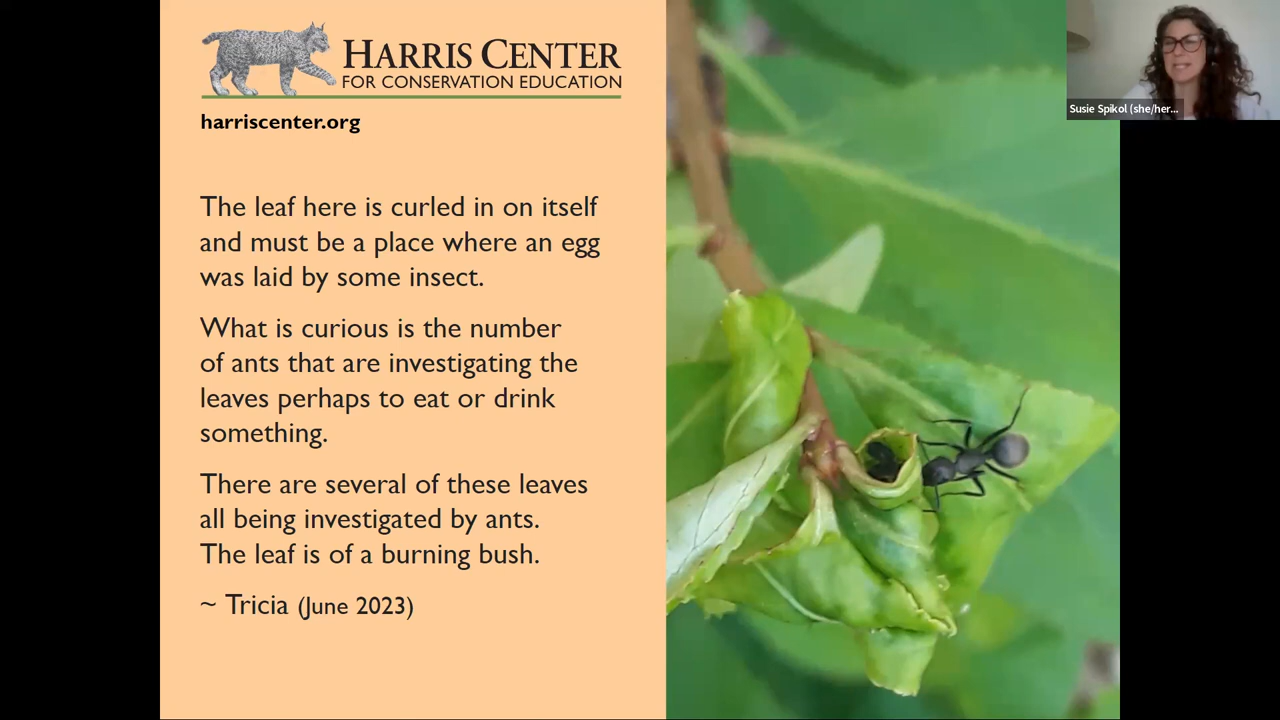 HARRIS CENTER
FOR CONSERVATION EDUCATION
harriscenter.org
Susie Spikol (she/her...
The leaf here is curled in on itself
and must be a place where an egg
was laid by some insect.
What is curious is the number
of ants that are investigating the
leaves perhaps to eat or drink
something.
There are several of these leaves
all being investigated by ants.
The leaf is of a burning bush.
~ Tricia (June 2023)